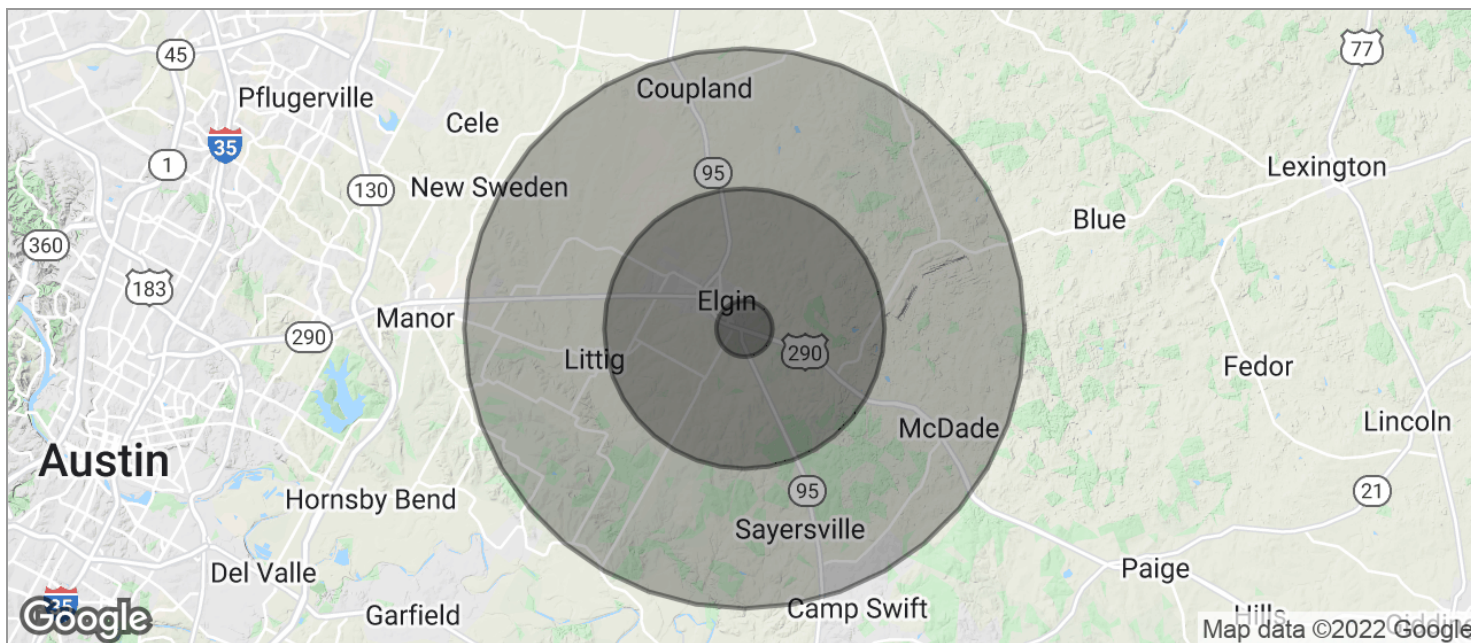 45
77
Coupland
Pflugerville
Cele
35
1
95
Lexington
130
New Sweden
Blue
360
183
Elgin
Manor
290
Littig
290
Fedor
McDade
Lincoln
Austin
Hornsby Bend
95
21
Sayersville
Del Valle
Paige
35
Google
Garfield
Camp Swift
Hills
Map data ©2022 Google